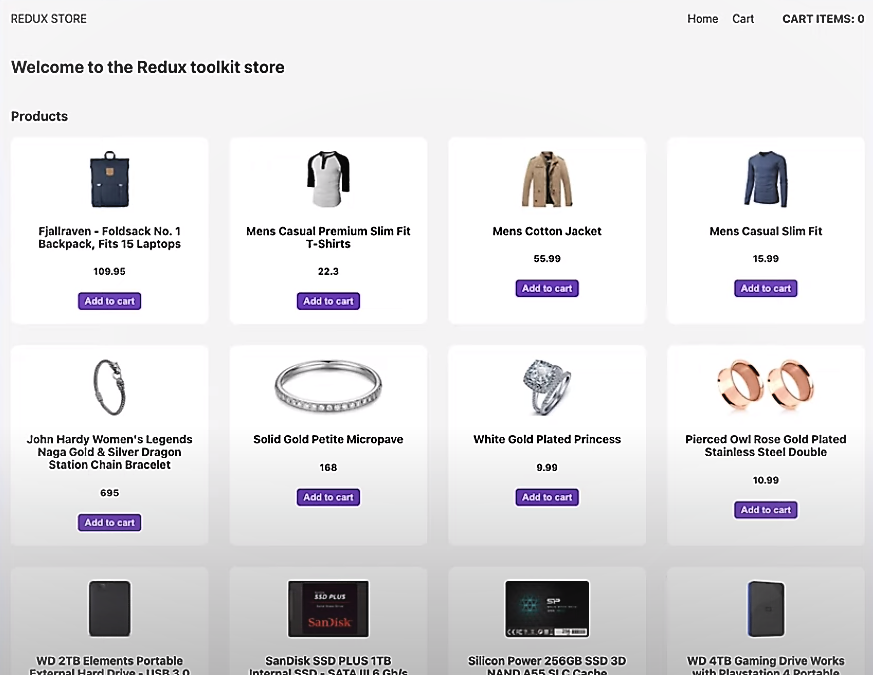 REDUX STORE
Home Cart CART ITEMS: 0
Welcome to the Redux toolkit store
Products
Fjallraven - Foldsack No. 1
Backpack, Fits 15 Laptops
109.95
Add to cart
Mens Casual Premium Slim Fit
T-Shirts
22.3
Add to cart
Mens Cotton Jacket
55.99
Add to cart
Mens Casual Slim Fit
15.99
Add to cart
John Hardy Women's Legends
Naga Gold & Silver Dragon
Station Chain Bracelet
695
Add to cart
Solid Gold Petite Micropave
168
Add to cart
White Gold Plated Princess
9.99
Add to cart
Pierced Owl Rose Gold Plated
Stainless Steel Double
10.99
Add to cart
WD 2TB Elements Portable
External Hard Drive - USB 3.0
SSD PLUS
SanDisk
SanDisk SSD PLUS 1TB
Internal SSD - SATA III 6 Gb/s
SP
Silicon Power 256GB SSD 3D
NAND A55 SLC Cache
WD 4TB Gaming Drive Works
with Playstation 4 Portable